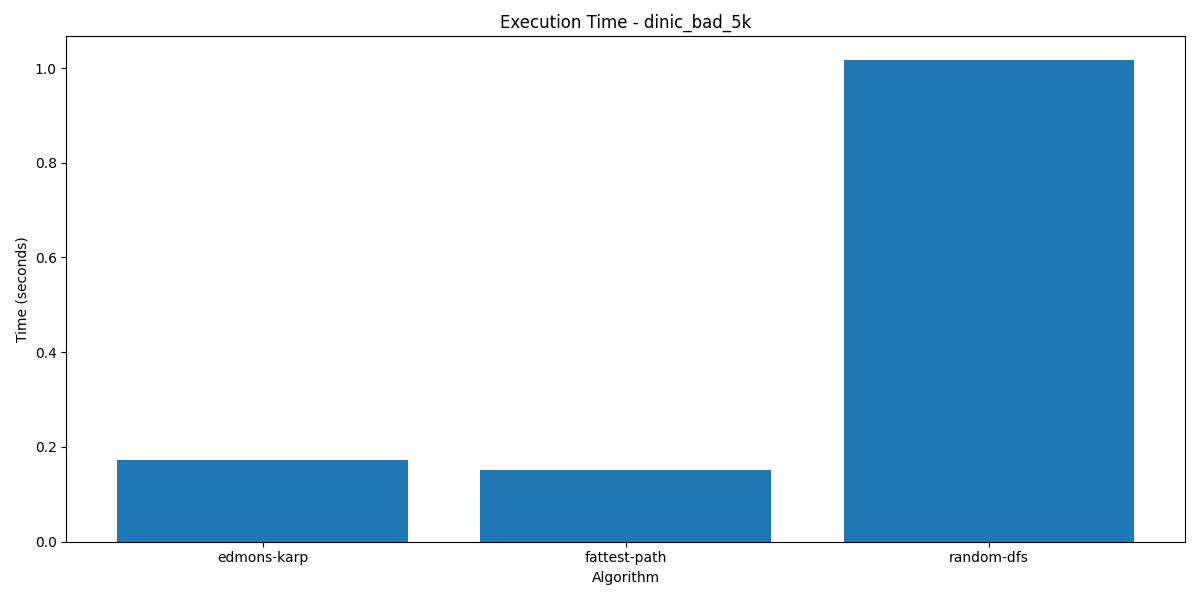 Execution Time - dinic_bad_5k
Time (seconds)
1.0
0.8
0.6
0.4
0.2
0.0
edmons-karp
fattest-path
random-dfs
Algorithm